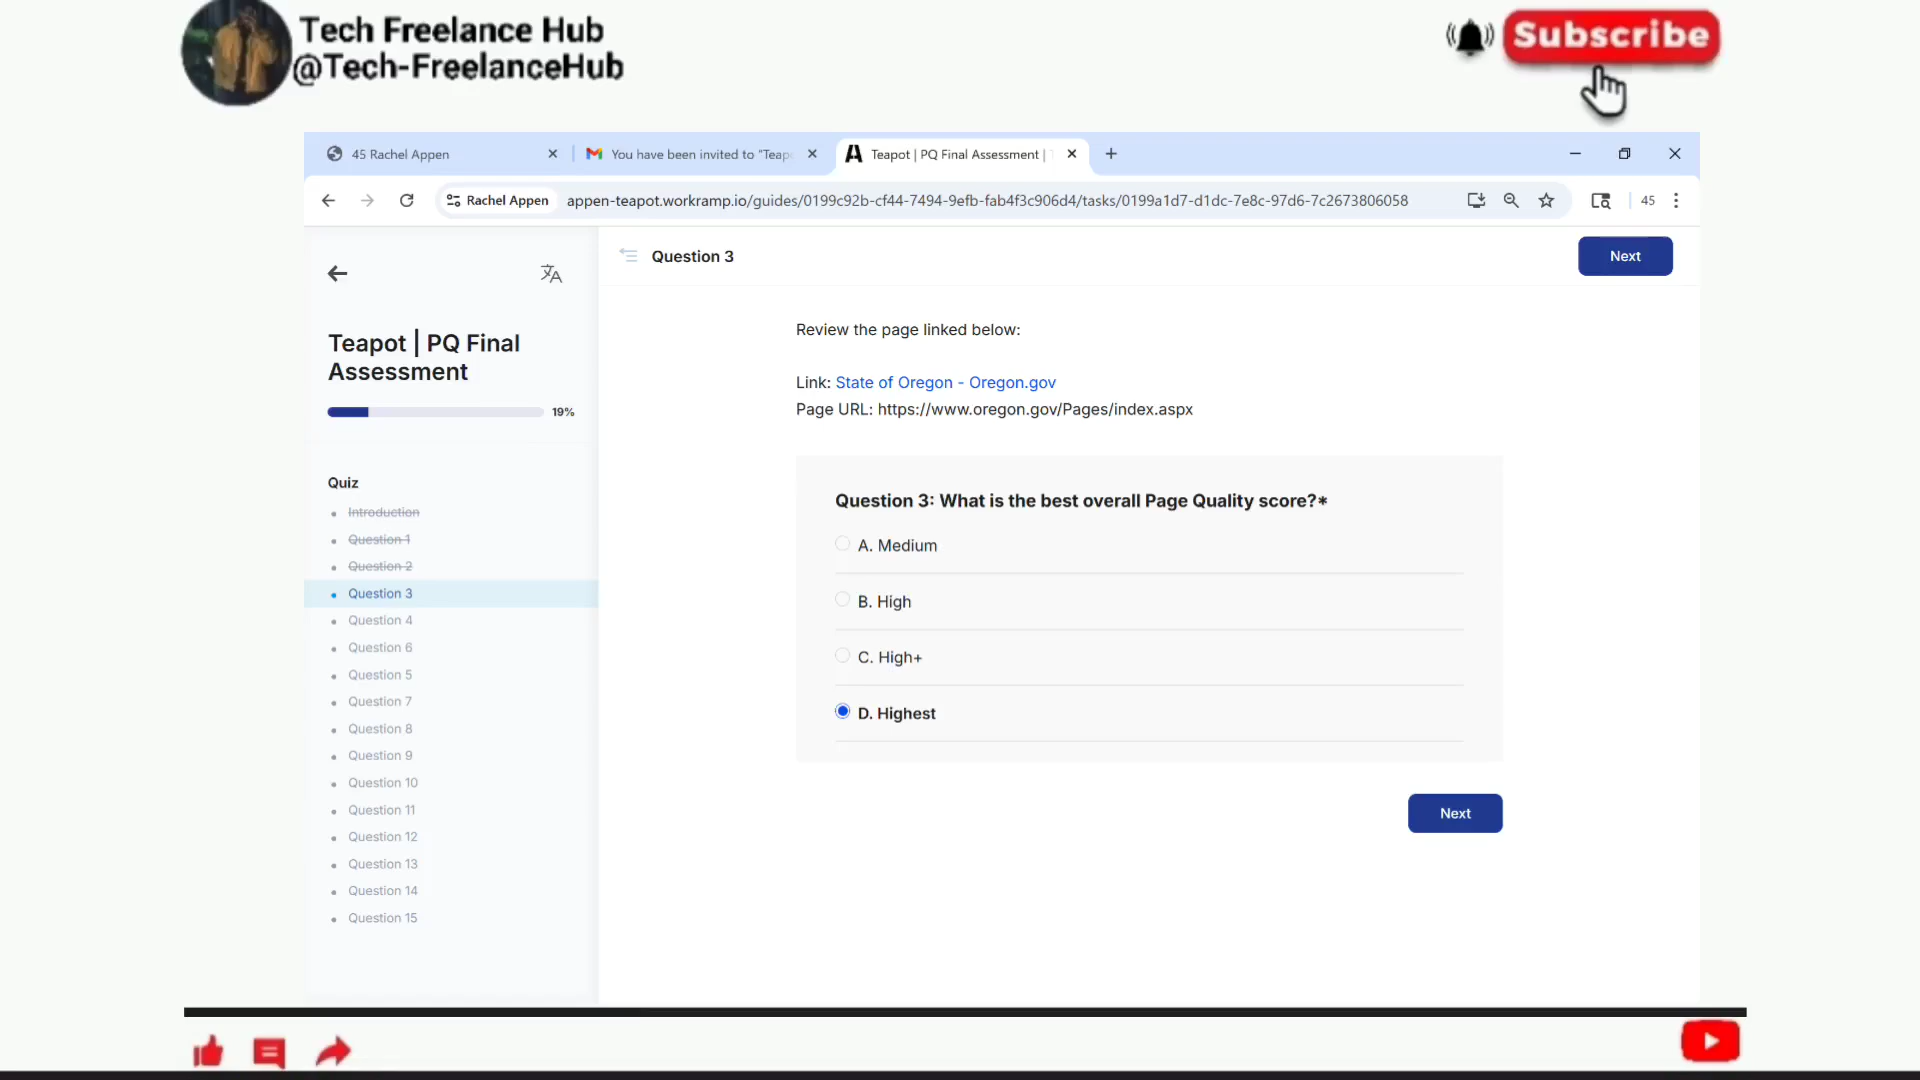 Tech Freelance Hub
@Tech-FreelanceHub
Subscribe
45 Rachel Appen
You have been invited to "Teap
Teapot | PQ Final Assessment |
Rachel Appen
appen-teapot.workramp.io/guides/0199c92b-cf44-7494-9efb-fab4f3c906d4/tasks/0199a1d7-d1dc-7e8c-97d6-7c2673806058
45
Question 3
Next
Teapot | PQ Final
Assessment
19%
Quiz
Introduction
Question 1
Question 2
Question 3
Question 4
Question 6
Question 5
Question 7
Question 8
Question 9
Question 10
Question 11
Question 12
Question 13
Question 14
Question 15
Review the page linked below:
Link: State of Oregon - Oregon.gov
Page URL: https://www.oregon.gov/Pages/index.aspx
Question 3: What is the best overall Page Quality score?*
A. Medium
B. High
C. High+
D. Highest
Next